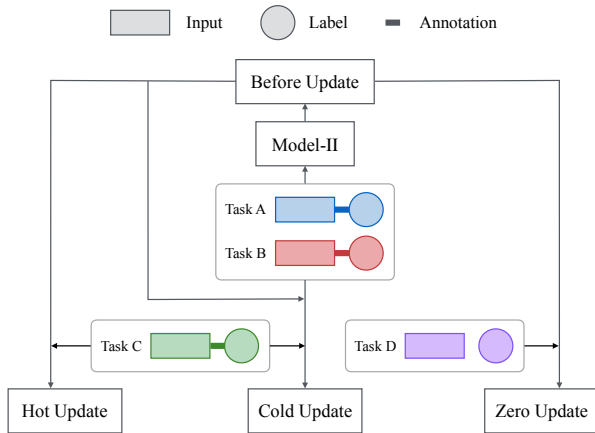 Input
Label
Annotation
Before Update
Model-II
Task A
Task B
Task C
Task D
Hot Update
Cold Update
Zero Update